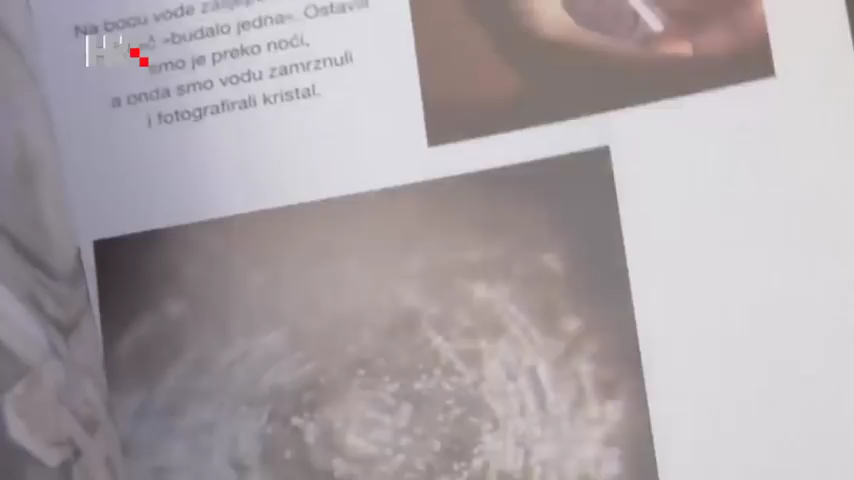 Na bocu vode
»budalo jedna«. Ostavili
smo je preko noći,
a onda smo vodu zamrznuli
i fotografirali kristal.